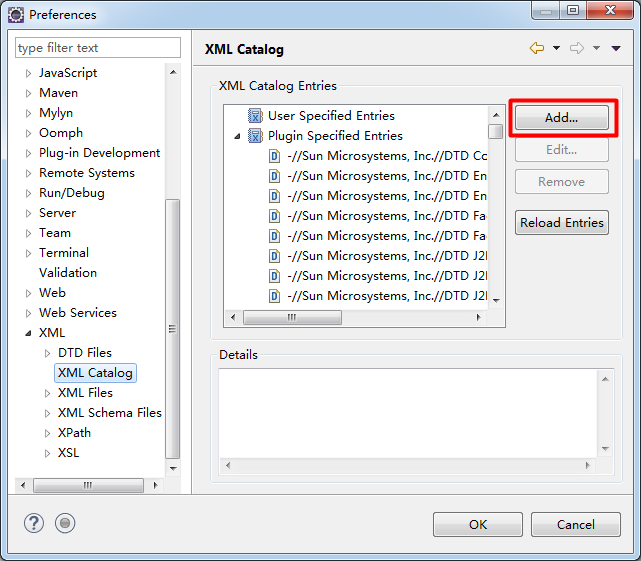 Preferences
type filter text
JavaScript
Maven
Mylyn
Oomph
Plug-in Development
Remote Systems
Run/Debug
Server
Team
Terminal
Validation
Web
Web Services
XML
DTD Files
XML Catalog
XML Files
XML Schema Files
XPath
XSL
XML Catalog
XML Catalog Entries
User Specified Entries
Plugin Specified Entries
-//Sun Microsystems, Inc.//DTD Co
-//Sun Microsystems, Inc.//DTD En
-//Sun Microsystems, Inc.//DTD En
-//Sun Microsystems, Inc.//DTD Fa
-//Sun Microsystems, Inc.//DTD Fa
-//Sun Microsystems, Inc.//DTD J2
-//Sun Microsystems, Inc.//DTD J2
-//Sun Microsystems, Inc.//DTD J2
Add...
Edit...
Remove
Reload Entries
Details
OK
Cancel